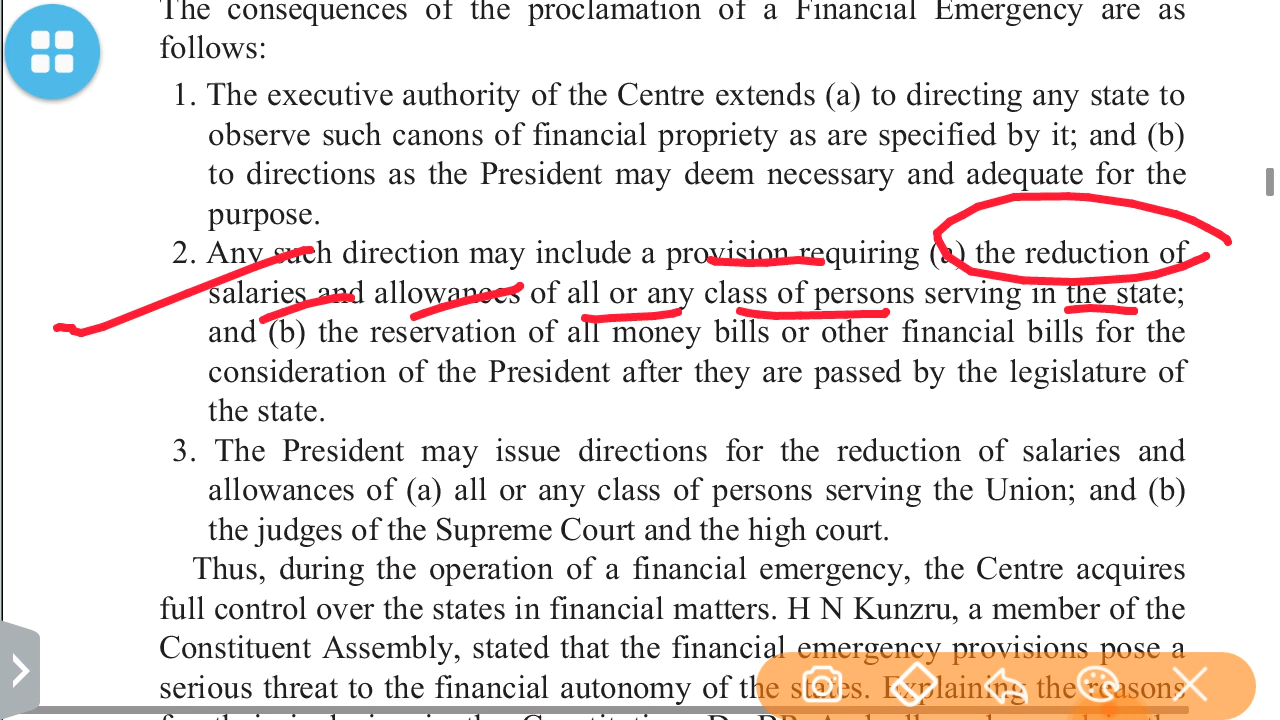 The consequences of the proclamation of a Financial Emergency are as
follows:
1. The executive authority of the Centre extends (a) to directing any state to
observe such canons of financial propriety as are specified by it; and (b)
to directions as the President may deem necessary and adequate for the
purpose.
2. Any such direction may include a provision requiring (a) the reduction of
salaries and allowances of all or any class of persons serving in the state;
and (b) the reservation of all money bills or other financial bills for the
consideration of the President after they are passed by the legislature of
the state.
3. The President may issue directions for the reduction of salaries and
allowances of (a) all or any class of persons serving the Union; and (b)
the judges of the Supreme Court and the high court.
Thus, during the operation of a financial emergency, the Centre acquires
full control over the states in financial matters. H N Kunzru, a member of the
Constituent Assembly, stated that the financial emergency provisions pose a
serious threat to the financial autonomy of the states. Explaining the reasons